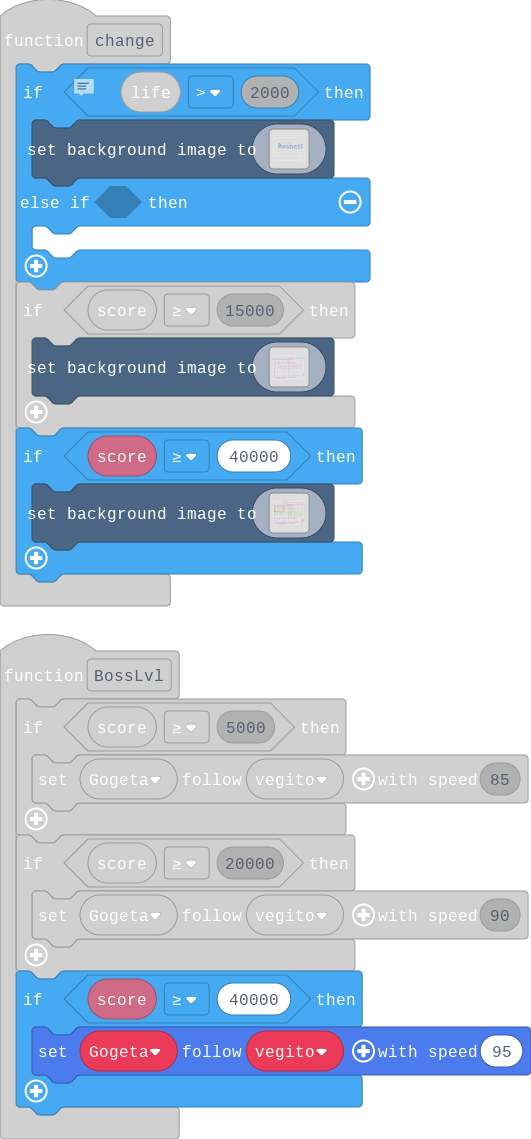 function change
if life > 2000 then
set background image to
else if then
if score ≥ 15000 then
set background image to
if score ≥ 40000 then
set background image to
function BossLvl
if score ≥ 5000 then
set Gogeta follow vegito with speed 85
if score ≥ 20000 then
set Gogeta follow vegito with speed 90
if score ≥ 40000 then
set Gogeta follow vegito with speed 95